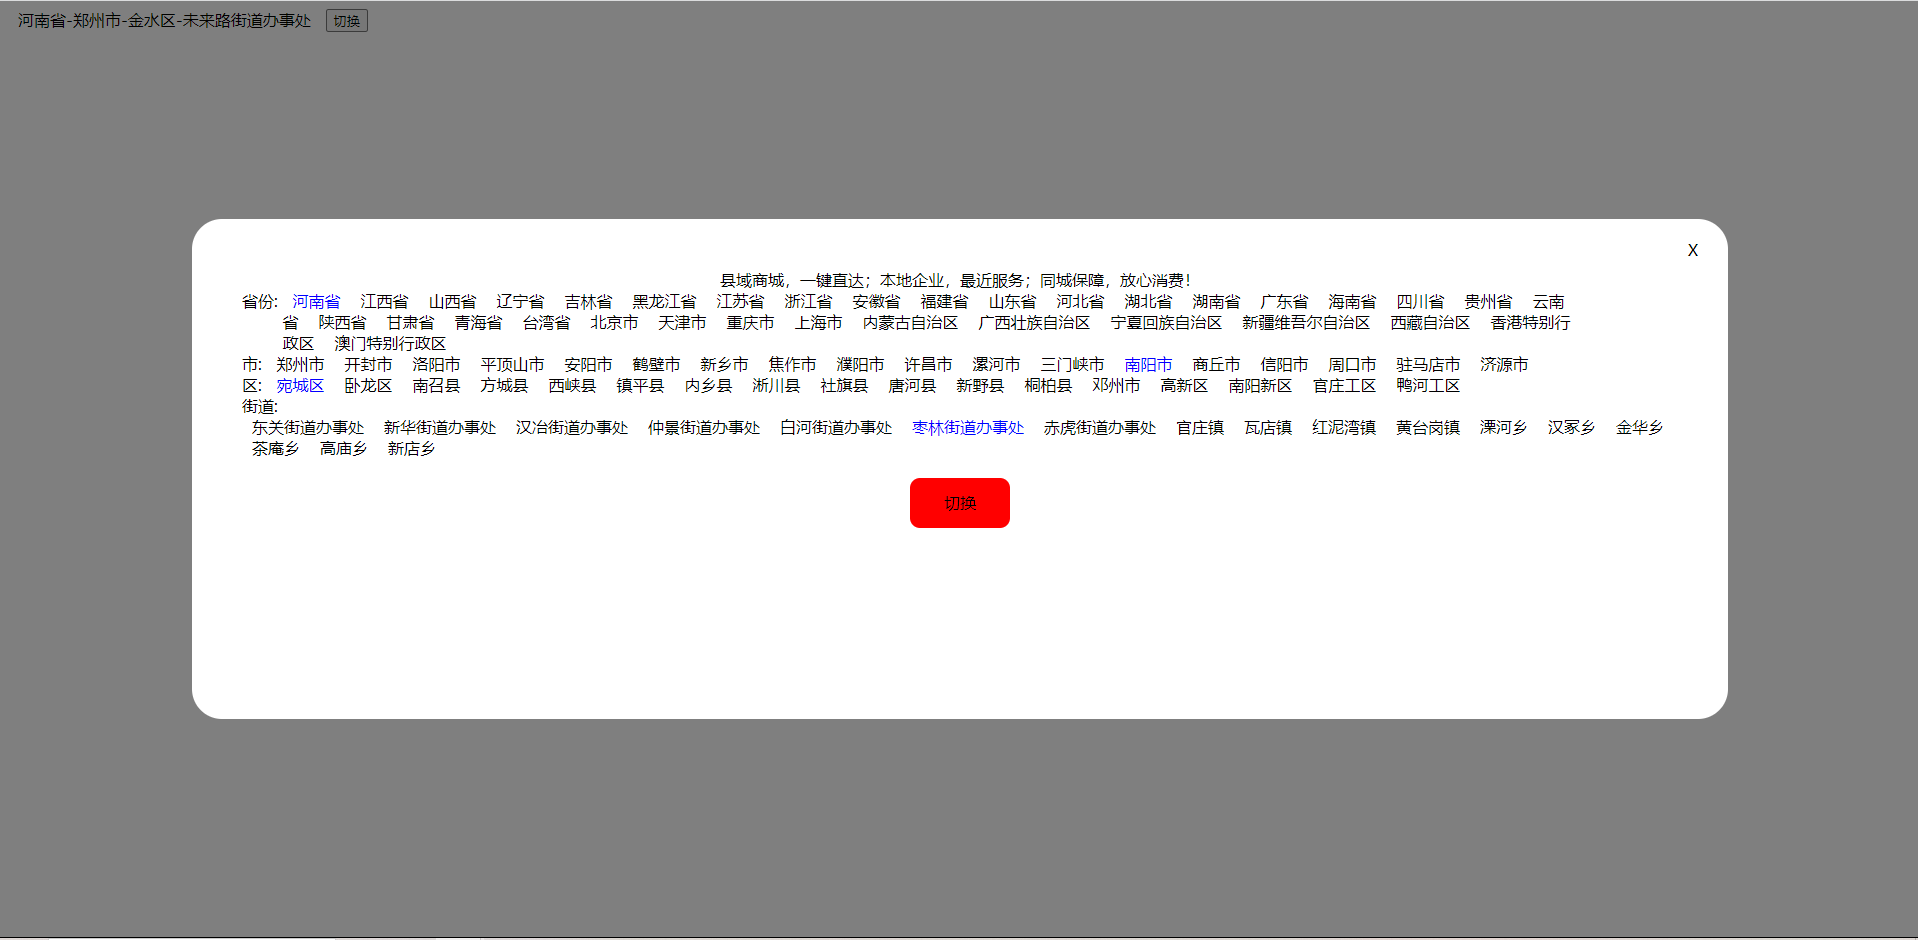 河南省-郑州市-金水区-未来路街道办事处 切换
X
县域商城，一键直达；本地企业，最近服务；同城保障，放心消费！
省份: 河南省 江西省 山西省 辽宁省 吉林省 黑龙江省 江苏省 浙江省 安徽省 福建省 山东省 河北省 湖北省 湖南省 广东省 海南省 四川省 贵州省 云南
省 陕西省 甘肃省 青海省 台湾省 北京市 天津市 重庆市 上海市 内蒙古自治区 广西壮族自治区 宁夏回族自治区 新疆维吾尔自治区 西藏自治区 香港特别行
政区 澳门特别行政区
市: 郑州市 开封市 洛阳市 平顶山市 安阳市 鹤壁市 新乡市 焦作市 濮阳市 许昌市 漯河市 三门峡市 南阳市 商丘市 信阳市 周口市 驻马店市 济源市
区: 宛城区 卧龙区 南召县 方城县 西峡县 镇平县 内乡县 淅川县 社旗县 唐河县 新野县 桐柏县 邓州市 高新区 南阳新区 官庄工区 鸭河工区
街道:
东关街道办事处 新华街道办事处 汉冶街道办事处 仲景街道办事处 白河街道办事处 枣林街道办事处 赤虎街道办事处 官庄镇 瓦店镇 红泥湾镇 黄台岗镇 溧河乡 汉冢乡 金华乡
茶庵乡 高庙乡 新店乡
切换